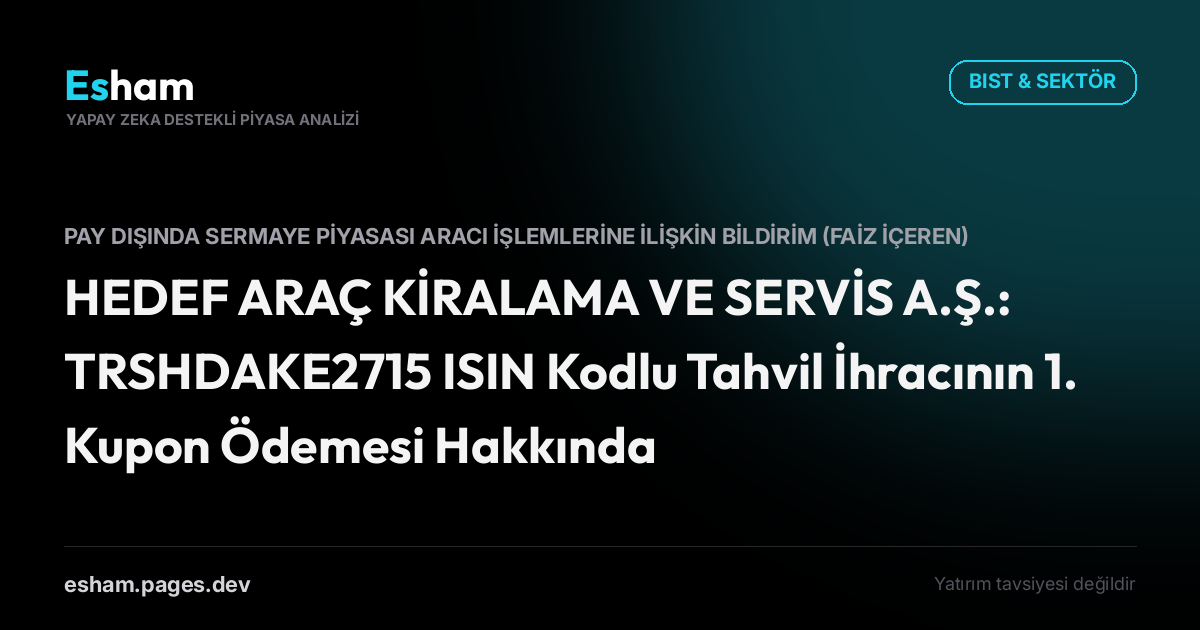 Esham
YAPAY ZEKA DESTEKLİ PİYASA ANALİZİ
BIST & SEKTÖR
PAY DIŞINDA SERMAYE PİYASASI ARACI İŞLEMLERİNE İLİŞKİN BİLDİRİM (FAİZ İÇEREN)
HEDEF ARAÇ KİRALAMA VE SERVİS A.Ş.:
TRSHDAKE2715 ISIN Kodlu Tahvil İhracının 1.
Kupon Ödemesi Hakkında
esham.pages.dev
Yatırım tavsiyesi değildir